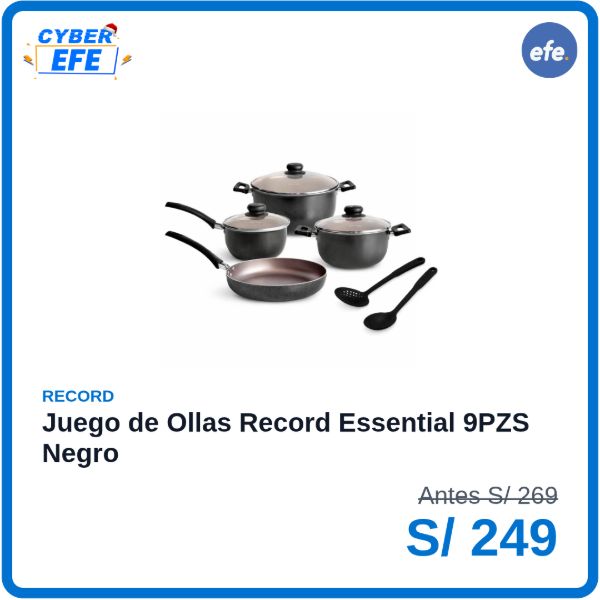 CYBER
EFE
efe.
RECORD
Juego de Ollas Record Essential 9PZS
Negro
Antes S/ 269
S/ 249